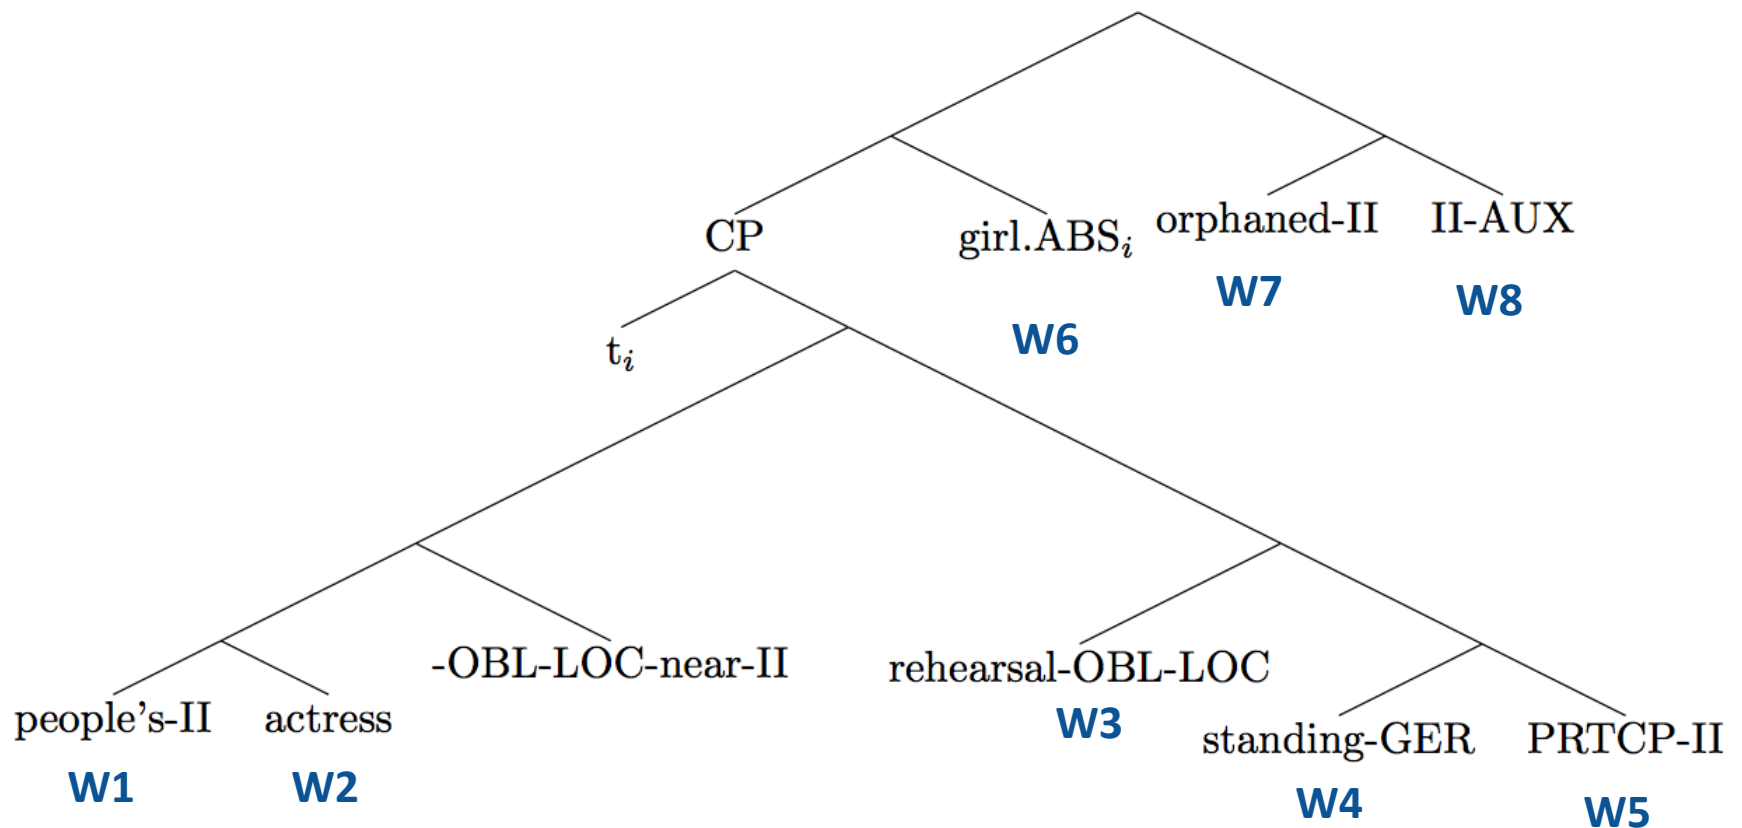 CP
girl.ABSi
orphaned-II
II-AUX
W7
W8
W6
ti
-OBL-LOC-near-II
rehearsal-OBL-LOC
people's-II
actress
W3
standing-GER
PRTCP-II
W1
W2
W4
W5